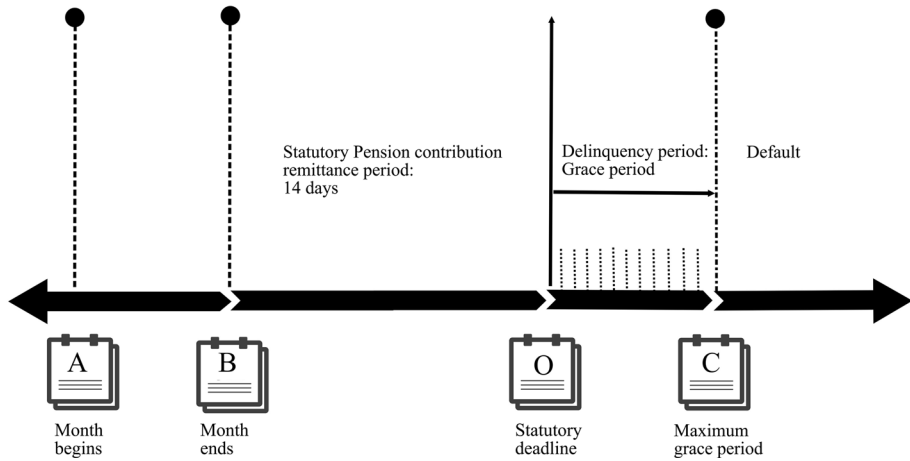 Statutory Pension contribution
remittance period:
14 days
Delinquency period:
Grace period
Default
A
B
O
C
Month
begins
Month
ends
Statutory
deadline
Maximum
grace period